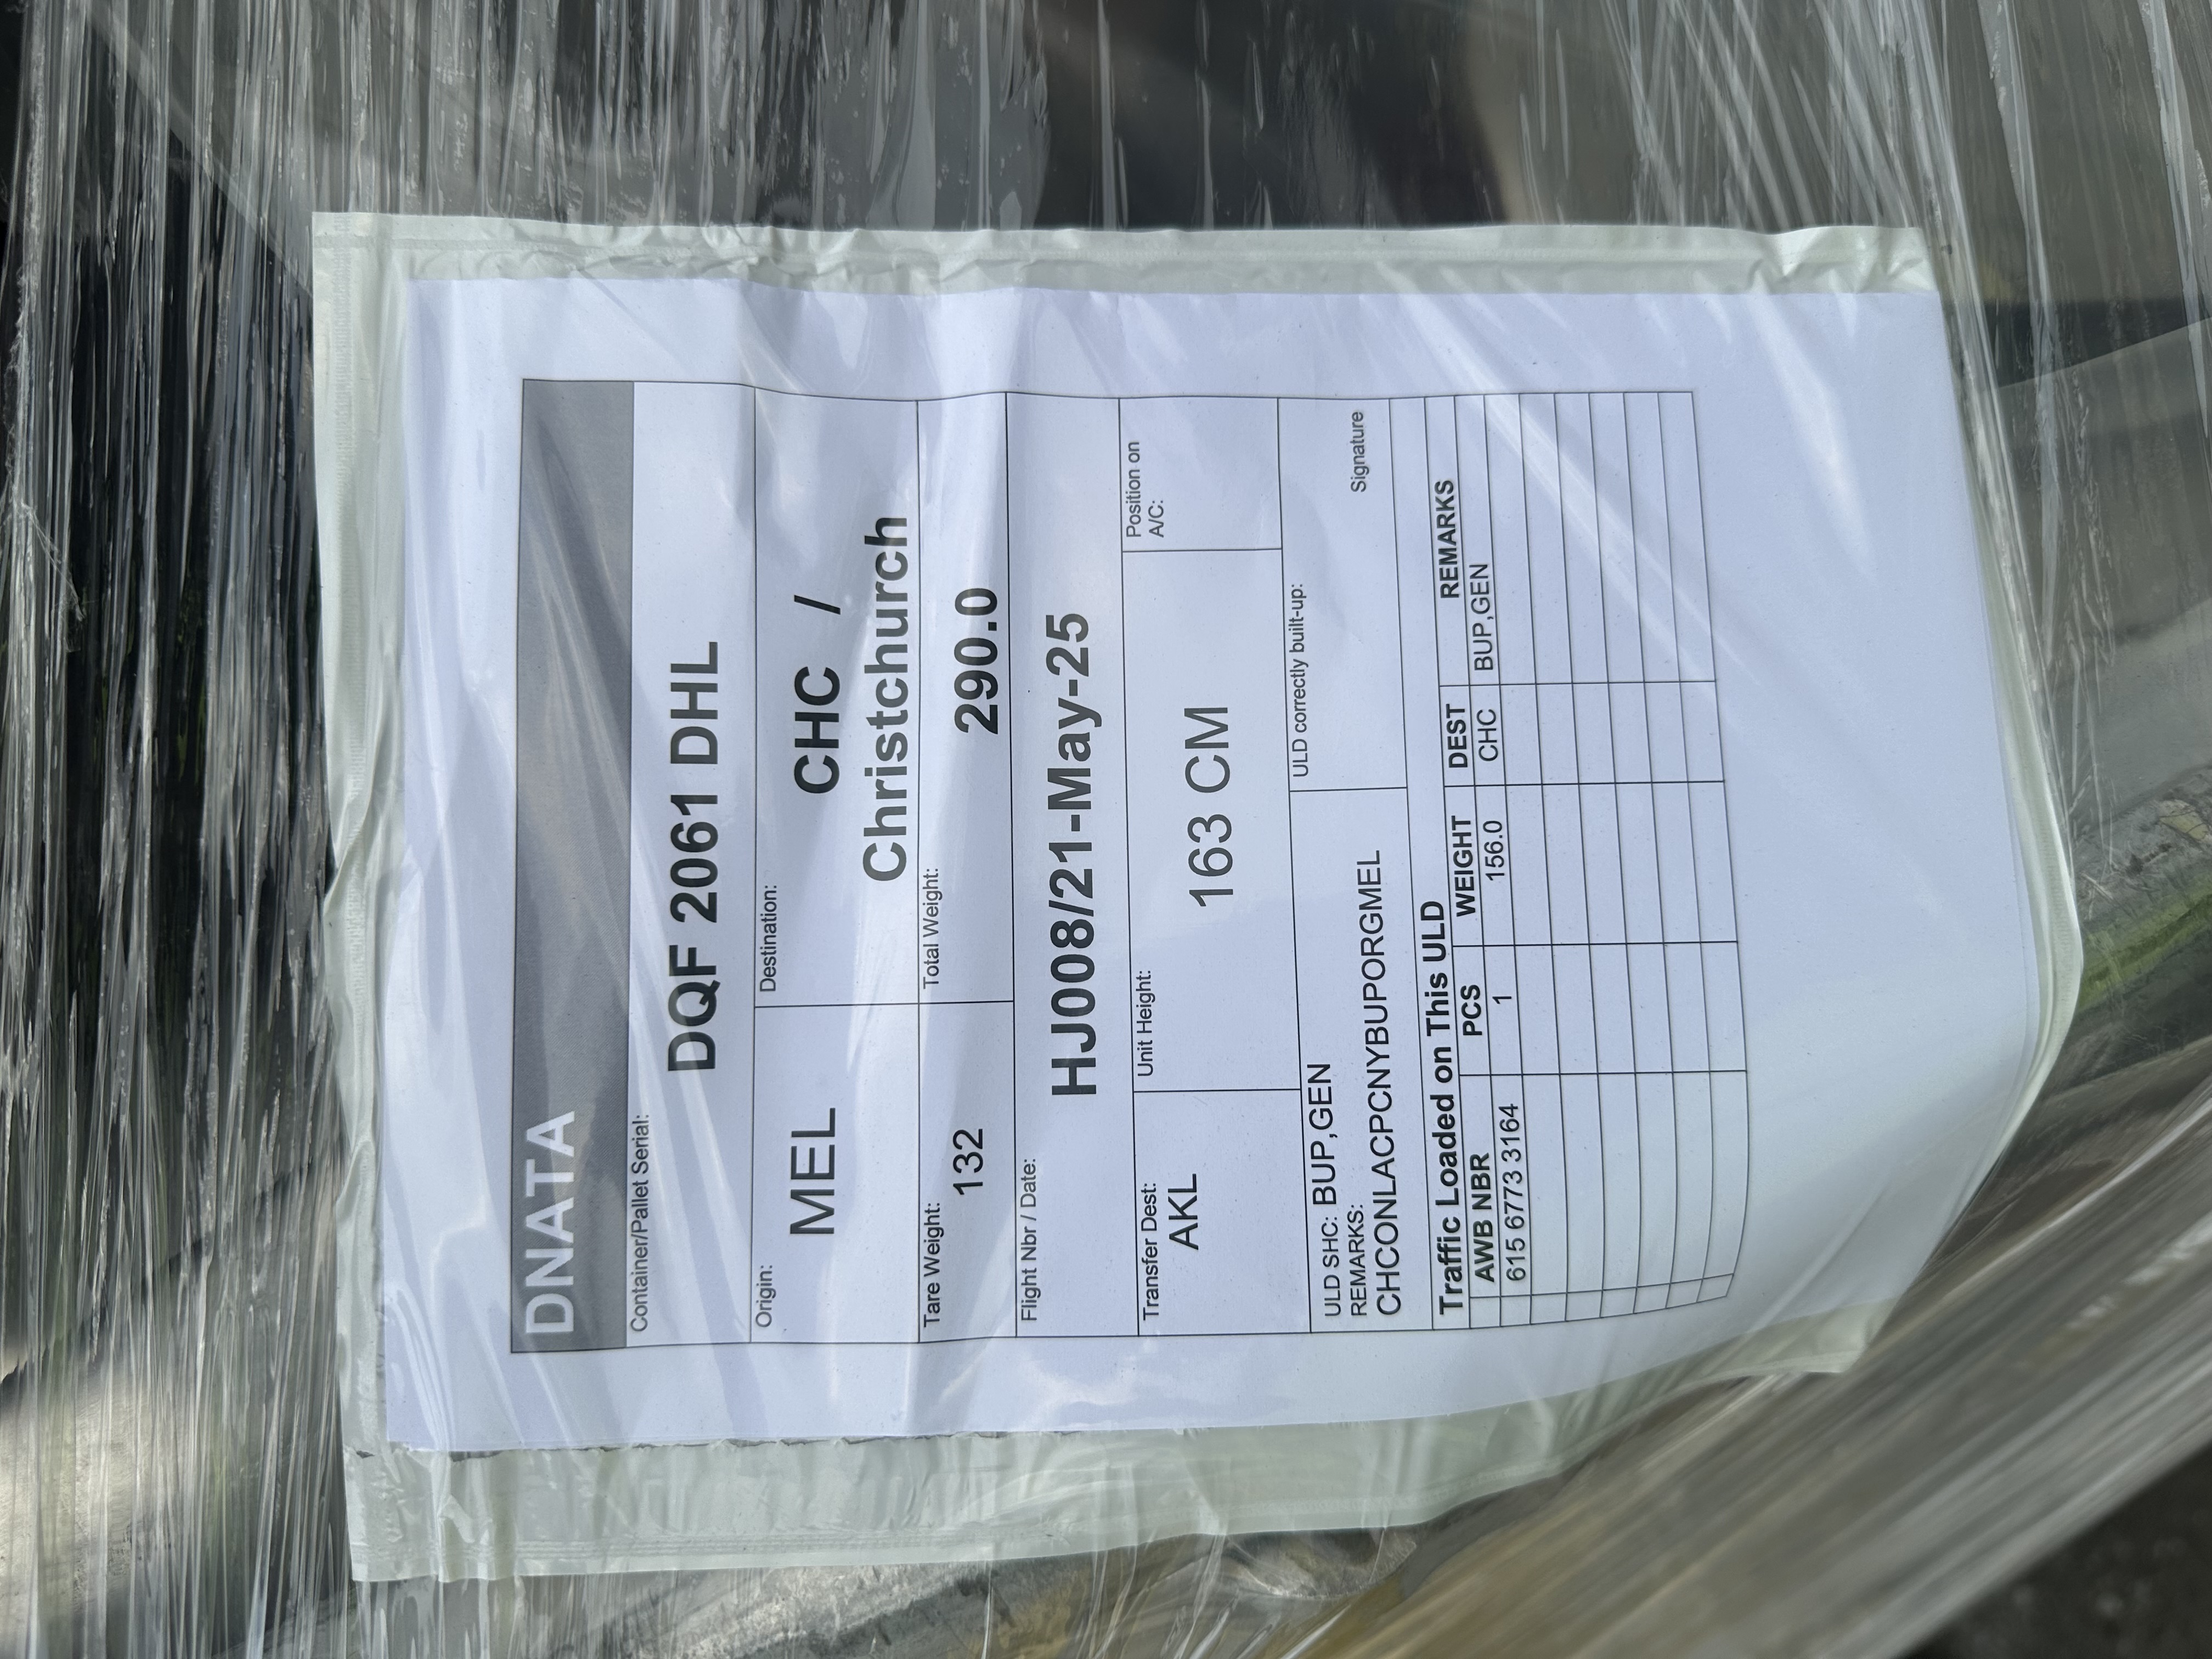 DNATA
Container/Pallet Serial:
DQF 2061 DHL
Origin:
MEL
Destination:
CHC /
Christchurch
Tare Weight:
132
Total Weight:
290.0
Flight Nbr / Date:
HJ008/21-May-25
Transfer Dest:
AKL
Unit Height:
163 CM
Position on
A/C:
ULD SHC: BUP,GEN
REMARKS:
CHCONLACPCNYBUPORGMEL
ULD correctly built-up:
Signature
Traffic Loaded on This ULD
AWB NBR PCS WEIGHT DEST REMARKS
615 6773 3164 1 156.0 CHC BUP,GEN